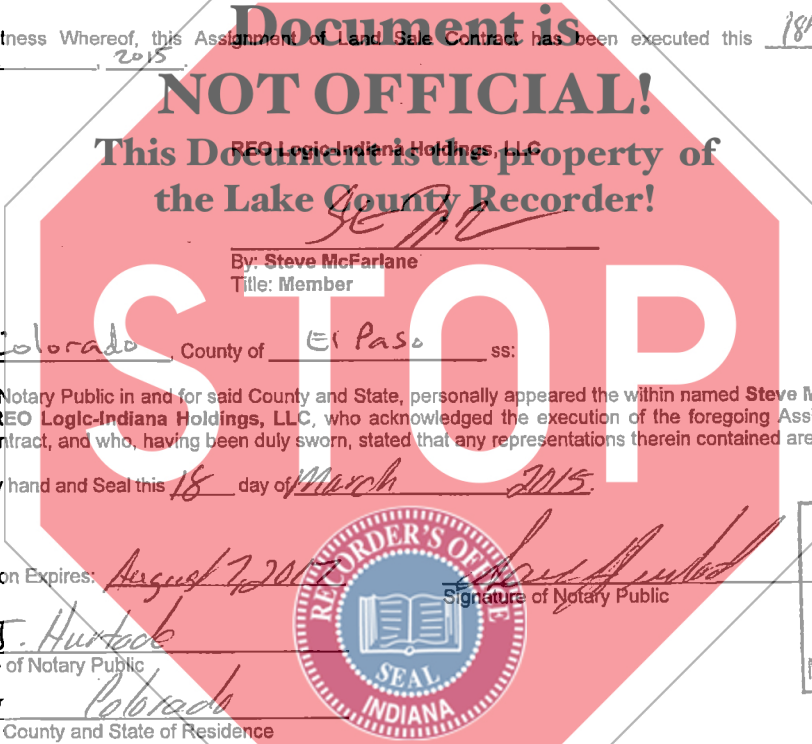 Document is
tness Whereof, this Assignment of Land Sale Contract has been executed this 18
, 2015.
NOT OFFICIAL!
This Document is the property of
REO Logic-Indiana Holdings, LLC
the Lake County Recorder!
By: Steve McFarlane
Title: Member
STOP
Colorado, County of El Paso ss:
Notary Public in and for said County and State, personally appeared the within named Steve M
REO Logic-Indiana Holdings, LLC, who acknowledged the execution of the foregoing Ass
ntract, and who, having been duly sworn, stated that any representations therein contained are
hand and Seal this 18 day of March 2015.
RECORDER'S OFFICE
on Expires: August 7, 201
Signature of Notary Public
SEAL
INDIANA
T. Hurtado
of Notary Public
Colorado
County and State of Residence